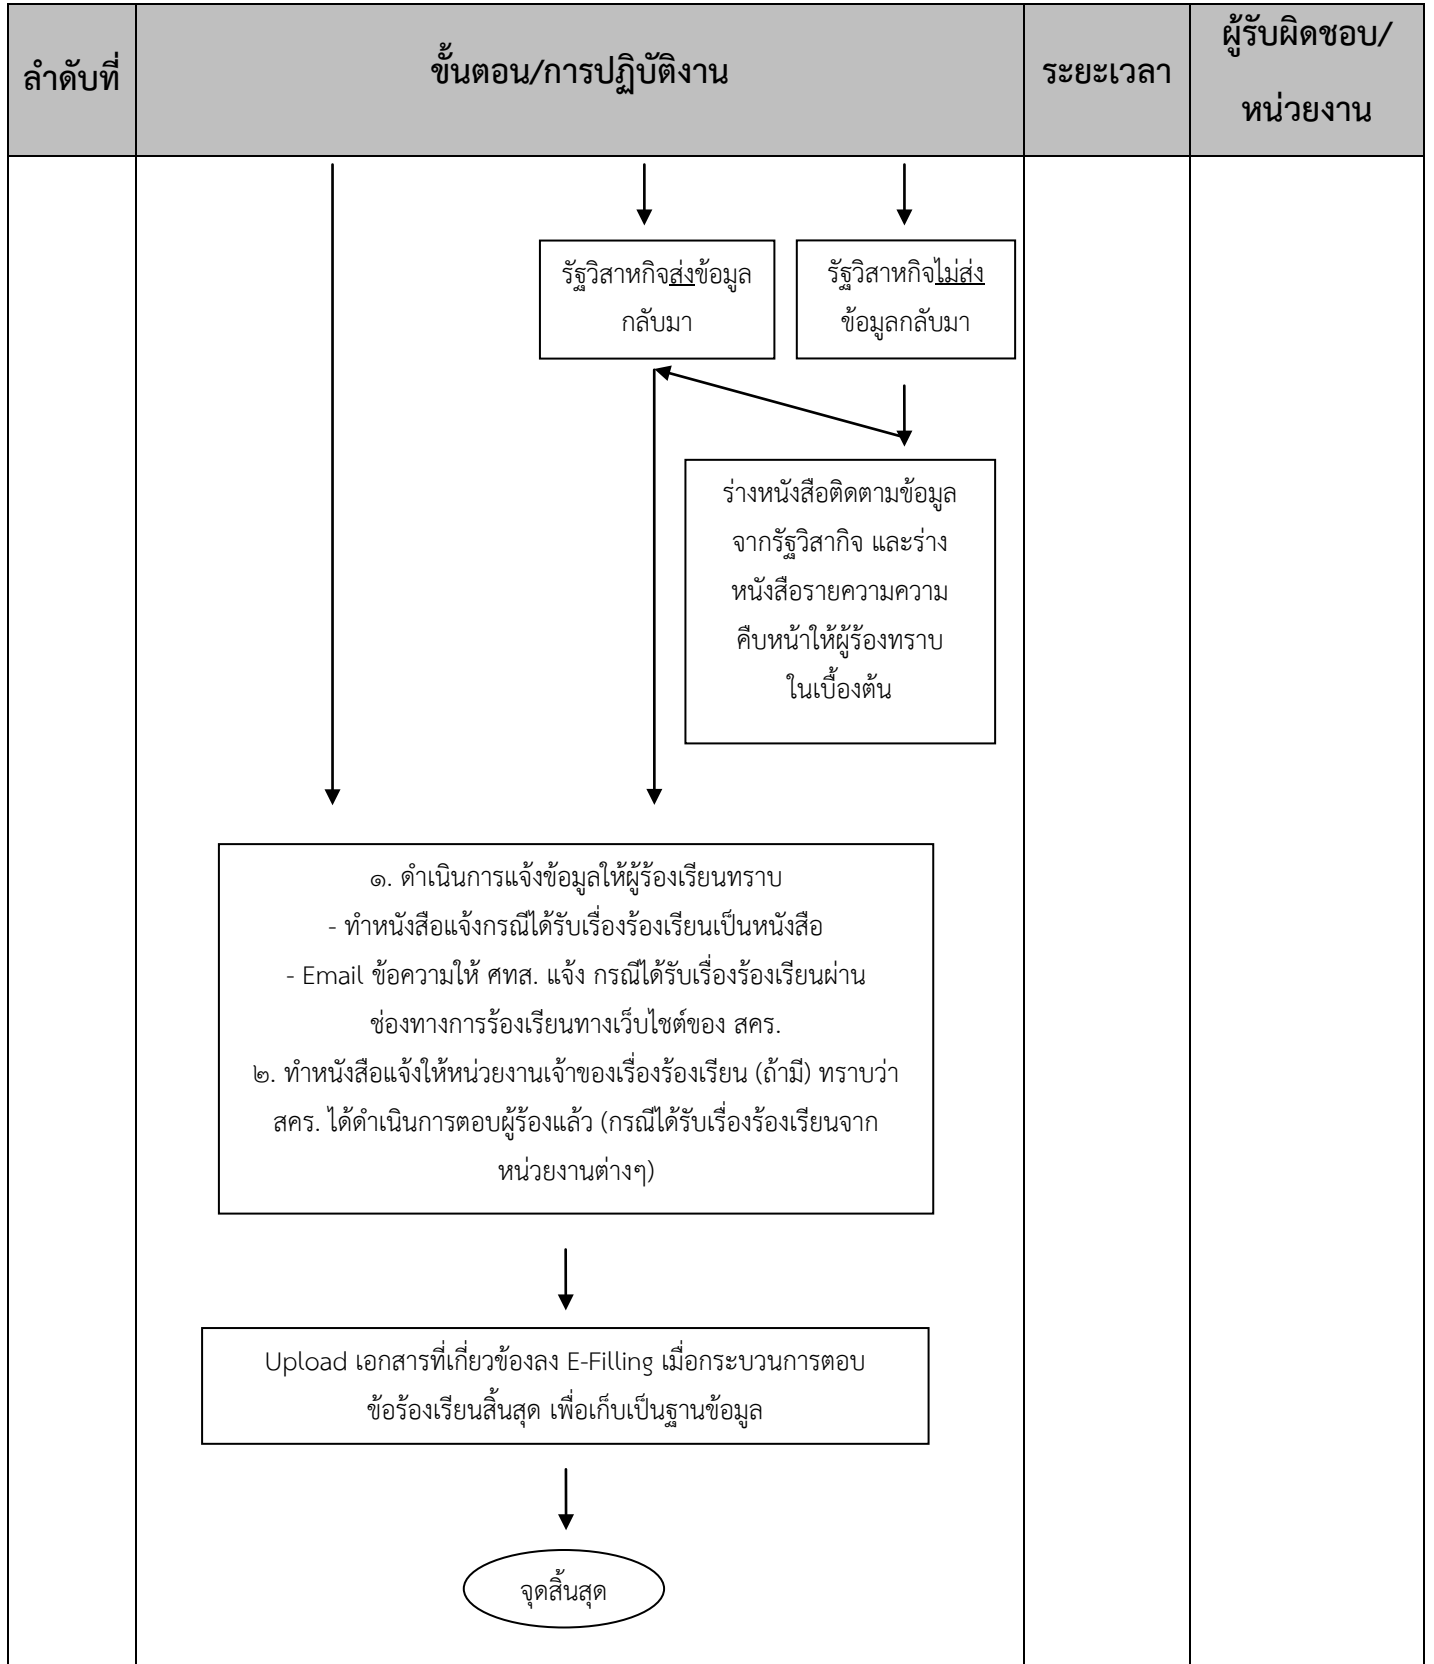 ลำดับที่
ขั้นตอน/การปฏิบัติงาน
ระยะเวลา
ผู้รับผิดชอบ/
หน่วยงาน
รัฐวิสาหกิจส่งข้อมูล
กลับมา
รัฐวิสาหกิจไม่ส่ง
ข้อมูลกลับมา
ร่างหนังสือติดตามข้อมูล
จากรัฐวิสากิจ และร่าง
หนังสือรายความความ
คืบหน้าให้ผู้ร้องทราบ
ในเบื้องต้น
๑. ดำเนินการแจ้งข้อมูลให้ผู้ร้องเรียนทราบ
- ทำหนังสือแจ้งกรณีได้รับเรื่องร้องเรียนเป็นหนังสือ
- Email ข้อความให้ ศทส. แจ้ง กรณีได้รับเรื่องร้องเรียนผ่าน
ช่องทางการร้องเรียนทางเว็บไซต์ของ สคร.
๒. ทำหนังสือแจ้งให้หน่วยงานเจ้าของเรื่องร้องเรียน (ถ้ามี) ทราบว่า
สคร. ได้ดำเนินการตอบผู้ร้องแล้ว (กรณีได้รับเรื่องร้องเรียนจาก
หน่วยงานต่างๆ)
Upload เอกสารที่เกี่ยวข้องลง E-Filling เมื่อกระบวนการตอบ
ข้อร้องเรียนสิ้นสุด เพื่อเก็บเป็นฐานข้อมูล
จุดสิ้นสุด